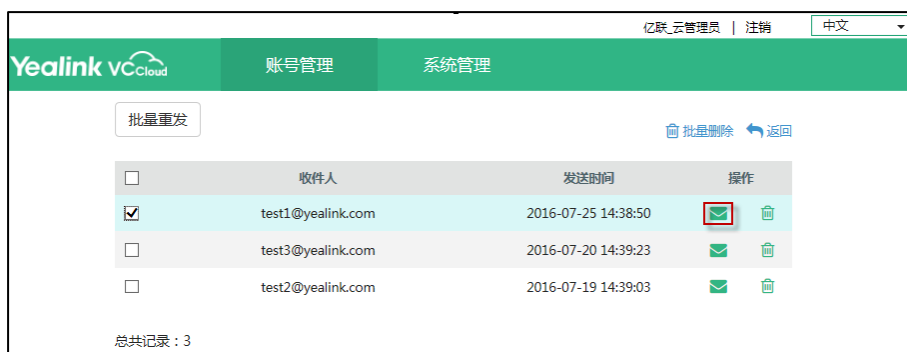 亿联_云管理员 | 注销 中文
Yealink VCCloud 账号管理 系统管理
批量重发 批量删除 返回
收件人 发送时间 操作
test1@yealink.com 2016-07-25 14:38:50
test3@yealink.com 2016-07-20 14:39:23
test2@yealink.com 2016-07-19 14:39:03
总共记录：3